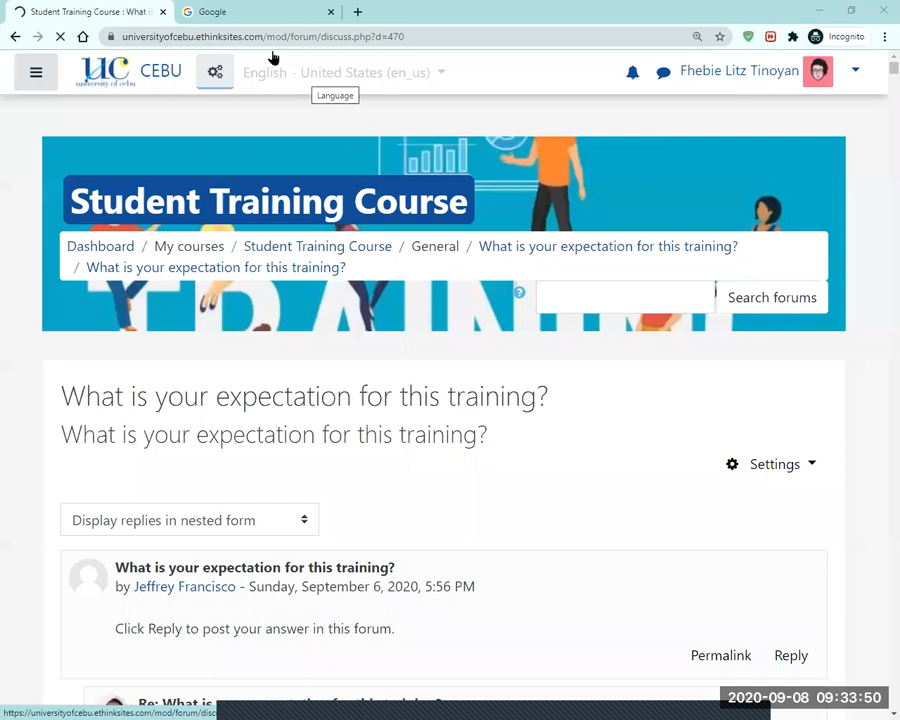 Student Training Course : What i
Google
universityofcebu.ethinksites.com/mod/forum/discuss.php?d=470
Incognito
UC
university of cebu
CEBU
English - United States (en_us)
Language
Fhebie Litz Tinoyan
Student Training Course
Dashboard / My courses / Student Training Course / General / What is your expectation for this training?
/ What is your expectation for this training?
Search forums
What is your expectation for this training?
What is your expectation for this training?
Settings
Display replies in nested form
What is your expectation for this training?
by Jeffrey Francisco - Sunday, September 6, 2020, 5:56 PM
Click Reply to post your answer in this forum.
Permalink Reply
https://universityofcebu.ethinksites.com/mod/forum/disc
2020-09-08 09:33:50